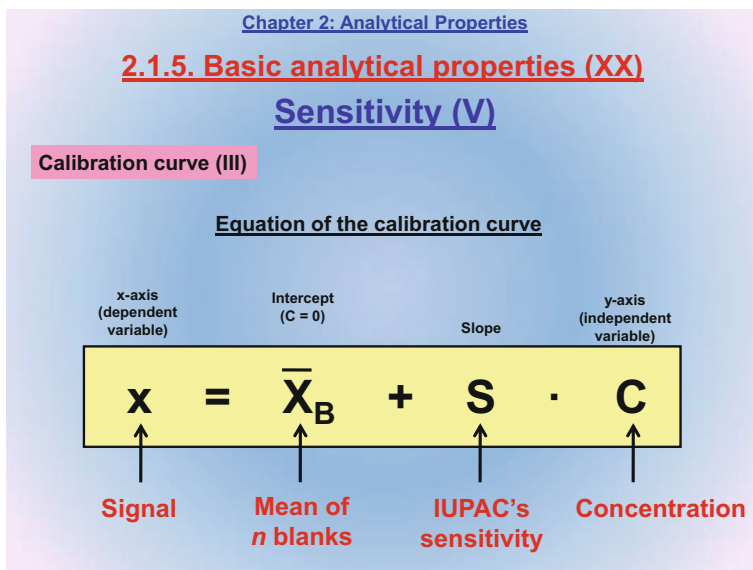 Chapter 2: Analytical Properties
2.1.5. Basic analytical properties (XX)
Sensitivity (V)
Calibration curve (III)
Equation of the calibration curve
x-axis
(dependent
variable)
Intercept
(C = 0)
Slope
y-axis
(independent
variable)
x = X̅B + S · C
Signal
Mean of
n blanks
IUPAC's
sensitivity
Concentration